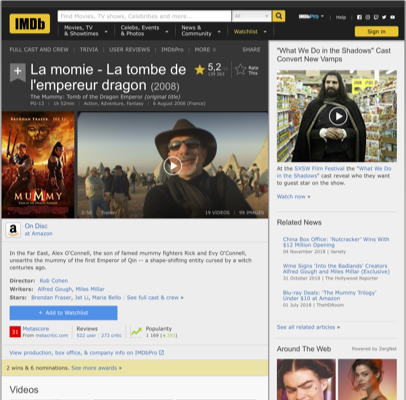 IMDb
Find Movies, TV shows, Celebrities and more...
All
IMDbPro
Help
Movies, TV
& Showtimes
Celebs, Events
& Photos
News &
Community
Watchlist
Sign in
FULL CAST AND CREW | TRIVIA | USER REVIEWS | IMDbPro | MORE
SHARE
La momie - La tombe de
l'empereur dragon (2008)
5,2
Rate
This
The Mummy: Tomb of the Dragon Emperor (original title)
PG-13 | 1h 52min | Action, Adventure, Fantasy | 6 August 2008 (France)
BRENDAN FRASER JET LI
MUMMY
Trailer
19 VIDEOS | 99 IMAGES
On Disc
at Amazon
In the Far East, Alex O'Connell, the son of famed mummy fighters Rick and Evy O'Connell,
unearths the mummy of the first Emperor of Qin -- a shape-shifting entity cursed by a witch
centuries ago.
Director: Rob Cohen
Writers: Alfred Gough, Miles Millar
Stars: Brendan Fraser, Jet Li, Maria Bello | See full cast & crew »
+ Add to Watchlist
31
Metascore
From metacritic.com
Reviews
522 user | 273 critic
Popularity
View production, box office, & company info on IMDbPro
2 wins & 6 nominations. See more awards »
Videos
"What We Do in the Shadows" Cast
Convert New Vamps
At the SXSW Film Festival the "What We Do
in the Shadows" cast reveal who they want
to guest star on the show.
Watch now »
Related News
China Box Office: 'Nutcracker' Wins With
$12 Million Opening
04 November 2018 | Variety
Wme Signs 'Into the Badlands' Creators
Alfred Gough and Miles Millar (Exclusive)
31 October 2018 | The Hollywood Reporter
Blu-ray Deals: 'The Mummy Trilogy'
Under $10 at Amazon
01 July 2018 | TheHDRoom
See all related articles »
Around The Web
Powered by ZergNet